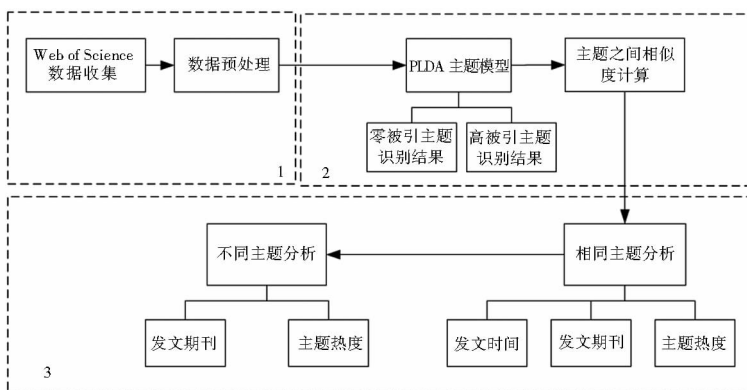 Web of Science
数据收集
数据预处理
PLDA 主题模型
主题之间相似
度计算
零被引主题
识别结果
高被引主题
识别结果
1
2
不同主题分析
相同主题分析
发文期刊
主题热度
发文时间
发文期刊
主题热度
3